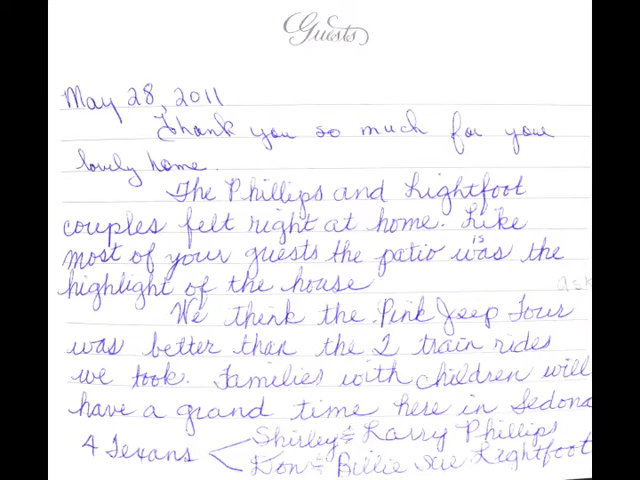 Guests
May 28, 2011
Thank you so much for your
lovely home.
The Phillips and Lightfoot
couples felt right at home. Like
is
most of your guests the patio was the
highlight of the house
We think the Pink Jeep Tour
was better than the 2 train rides
we took. Families with children will
have a grand time here in Sedona
4 Texans < Shirley & Larry Phillips
Don & Billie Sue Lightfoot